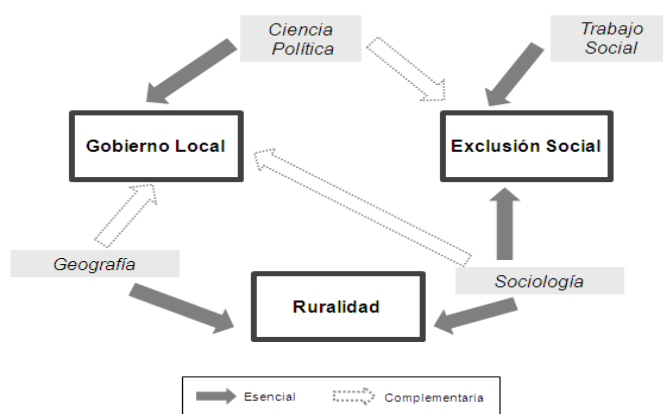 Ciencia
Política
Trabajo
Social
Gobierno Local
Exclusión Social
Geografía
Sociología
Ruralidad
Esencial
Complementaria